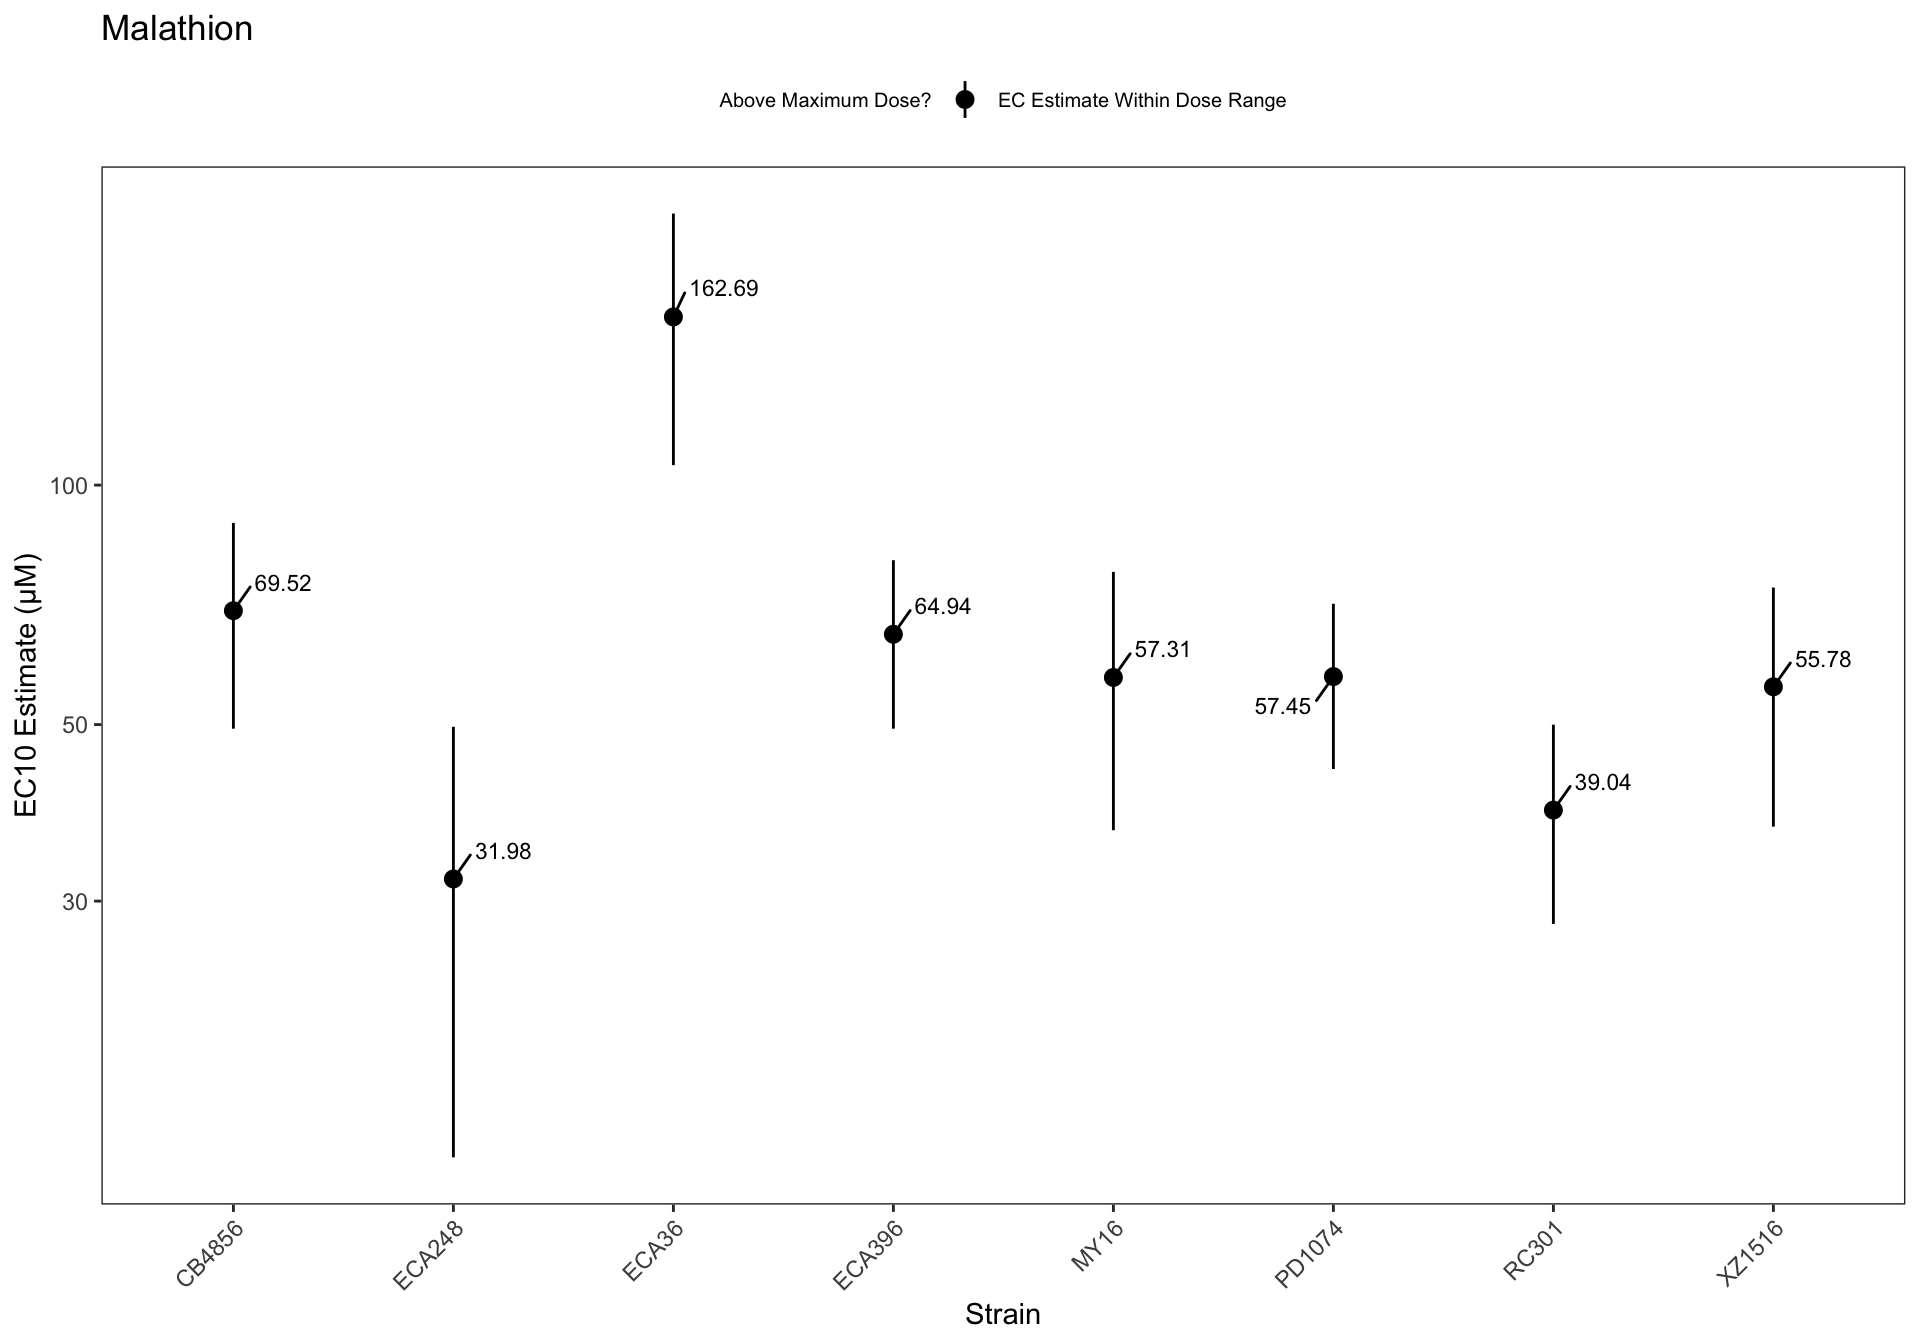 Malathion
Above Maximum Dose? EC Estimate Within Dose Range
162.69
100
69.52
64.94
57.31
55.78
57.45
50
39.04
31.98
30
EC10 Estimate (µM)
CB4856 ECA248 ECA36 ECA396 MY16 PD1074 RC301 XZ1516
Strain